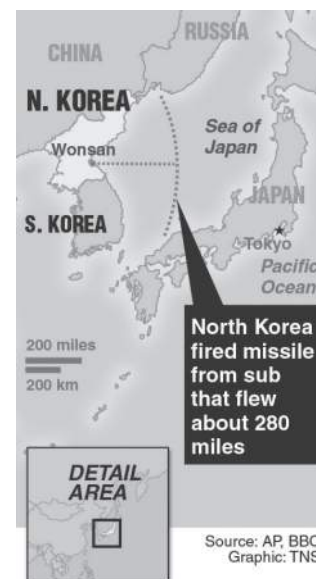 RUSSIA
CHINA
N. KOREA
Sea of
Japan
Wonsan
JAPAN
S. KOREA
Tokyo
Pacific
Ocean
North Korea
fired missile
from sub
that flew
about 280
miles
200 miles
200 km
DETAIL
AREA
Source: AP, BBC
Graphic: TNS